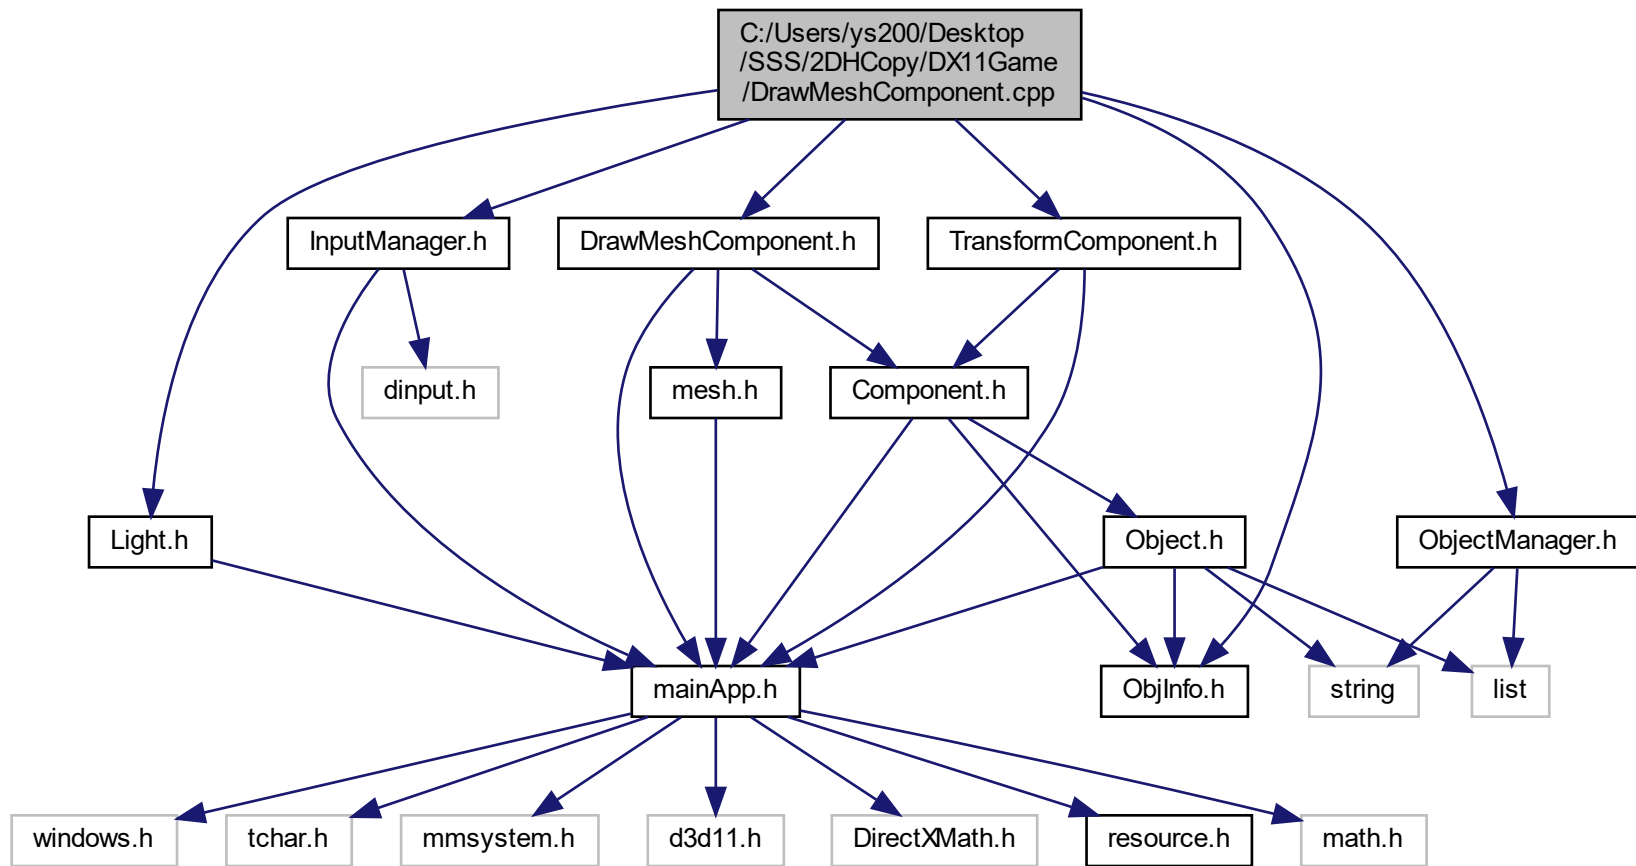 C:/Users/ys200/Desktop
/SSS/2DHCopy/DX11Game
/DrawMeshComponent.cpp
InputManager.h
DrawMeshComponent.h
TransformComponent.h
dinput.h
mesh.h
Component.h
Light.h
Object.h
ObjectManager.h
mainApp.h
ObjInfo.h
string
list
windows.h
tchar.h
mmsystem.h
d3d11.h
DirectXMath.h
resource.h
math.h